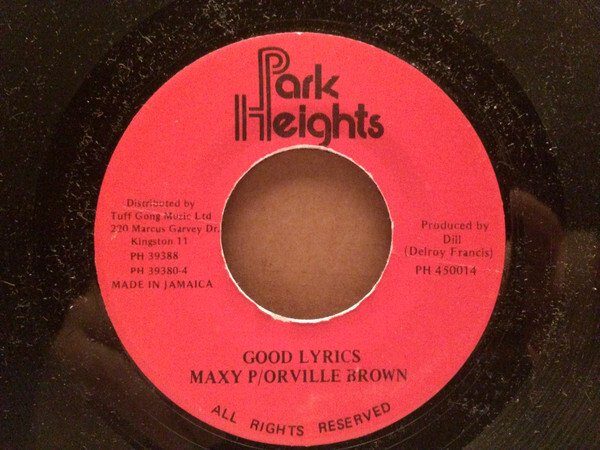 Park
Heights
Distributed by
Tuff Gong Music Ltd
220 Marcus Garvey Dr.
Kingston 11
PH 39388
PH 39380-4
MADE IN JAMAICA
Produced by
Dill
(Delroy Francis)
PH 450014
GOOD LYRICS
MAXY P/ORVILLE BROWN
ALL RIGHTS RESERVED